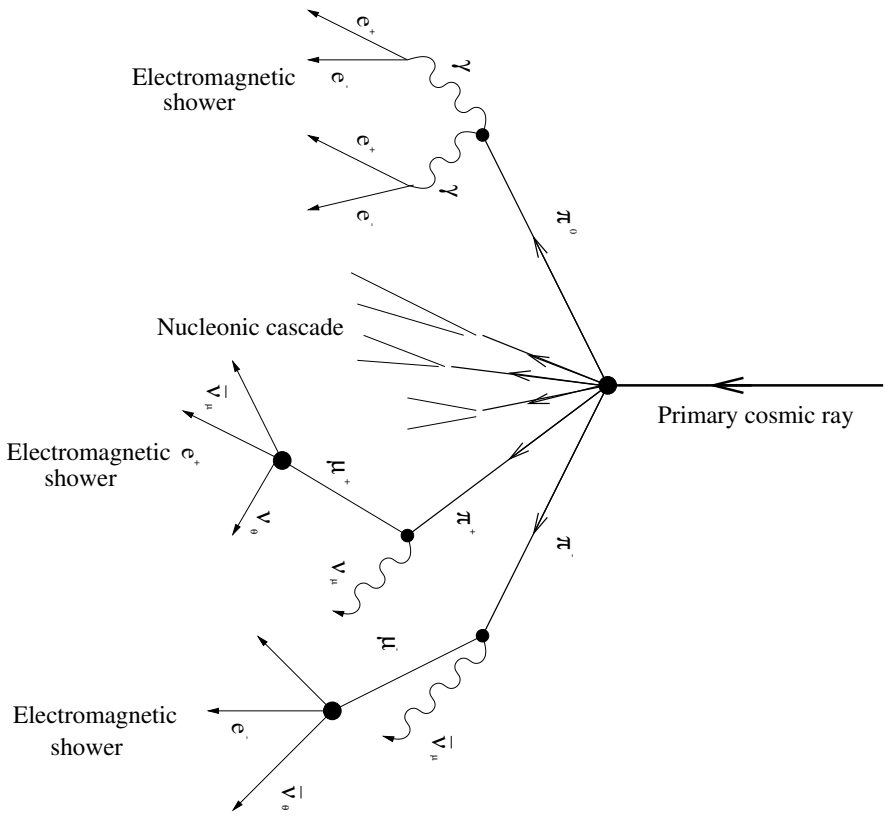 e+
γ
Electromagnetic
shower
e-
e+
γ
e-
π0
Nucleonic cascade
Primary cosmic ray
ν̅μ
Electromagnetic
shower
e+
μ+
νe
π+
π-
νμ
μ-
Electromagnetic
shower
e-
ν̅μ
ν̅e